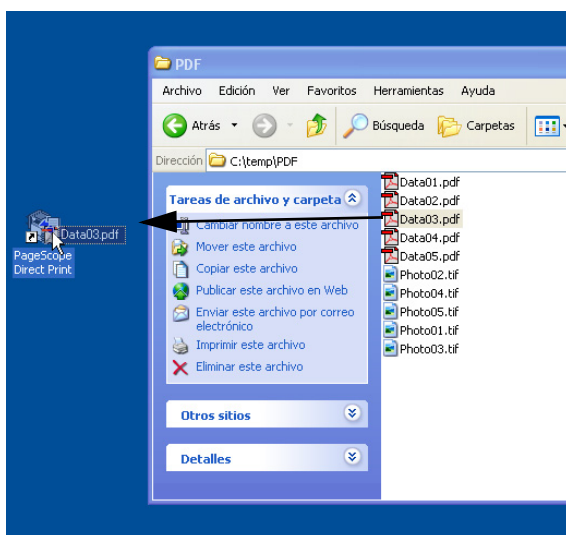 PDF
Archivo Edición Ver Favoritos Herramientas Ayuda
Atrás Búsqueda Carpetas
Dirección C:\temp\PDF
Tareas de archivo y carpeta
Cambiar nombre a este archivo
Mover este archivo
Copiar este archivo
Publicar este archivo en Web
Enviar este archivo por correo
electrónico
Imprimir este archivo
Eliminar este archivo
Otros sitios
Detalles
Data01.pdf
Data02.pdf
Data03.pdf
Data04.pdf
Data05.pdf
Photo02.tif
Photo04.tif
Photo05.tif
Photo01.tif
Photo03.tif
Data03.pdf
PageScope
Direct Print